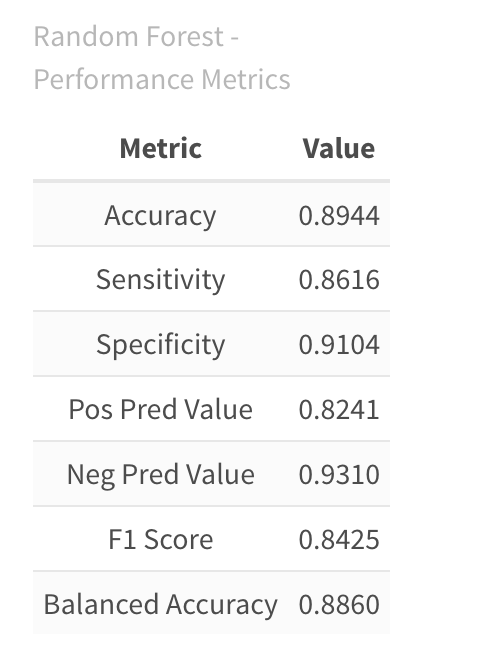 Random Forest -
Performance Metrics
Metric Value
Accuracy 0.8944
Sensitivity 0.8616
Specificity 0.9104
Pos Pred Value 0.8241
Neg Pred Value 0.9310
F1 Score 0.8425
Balanced Accuracy 0.8860